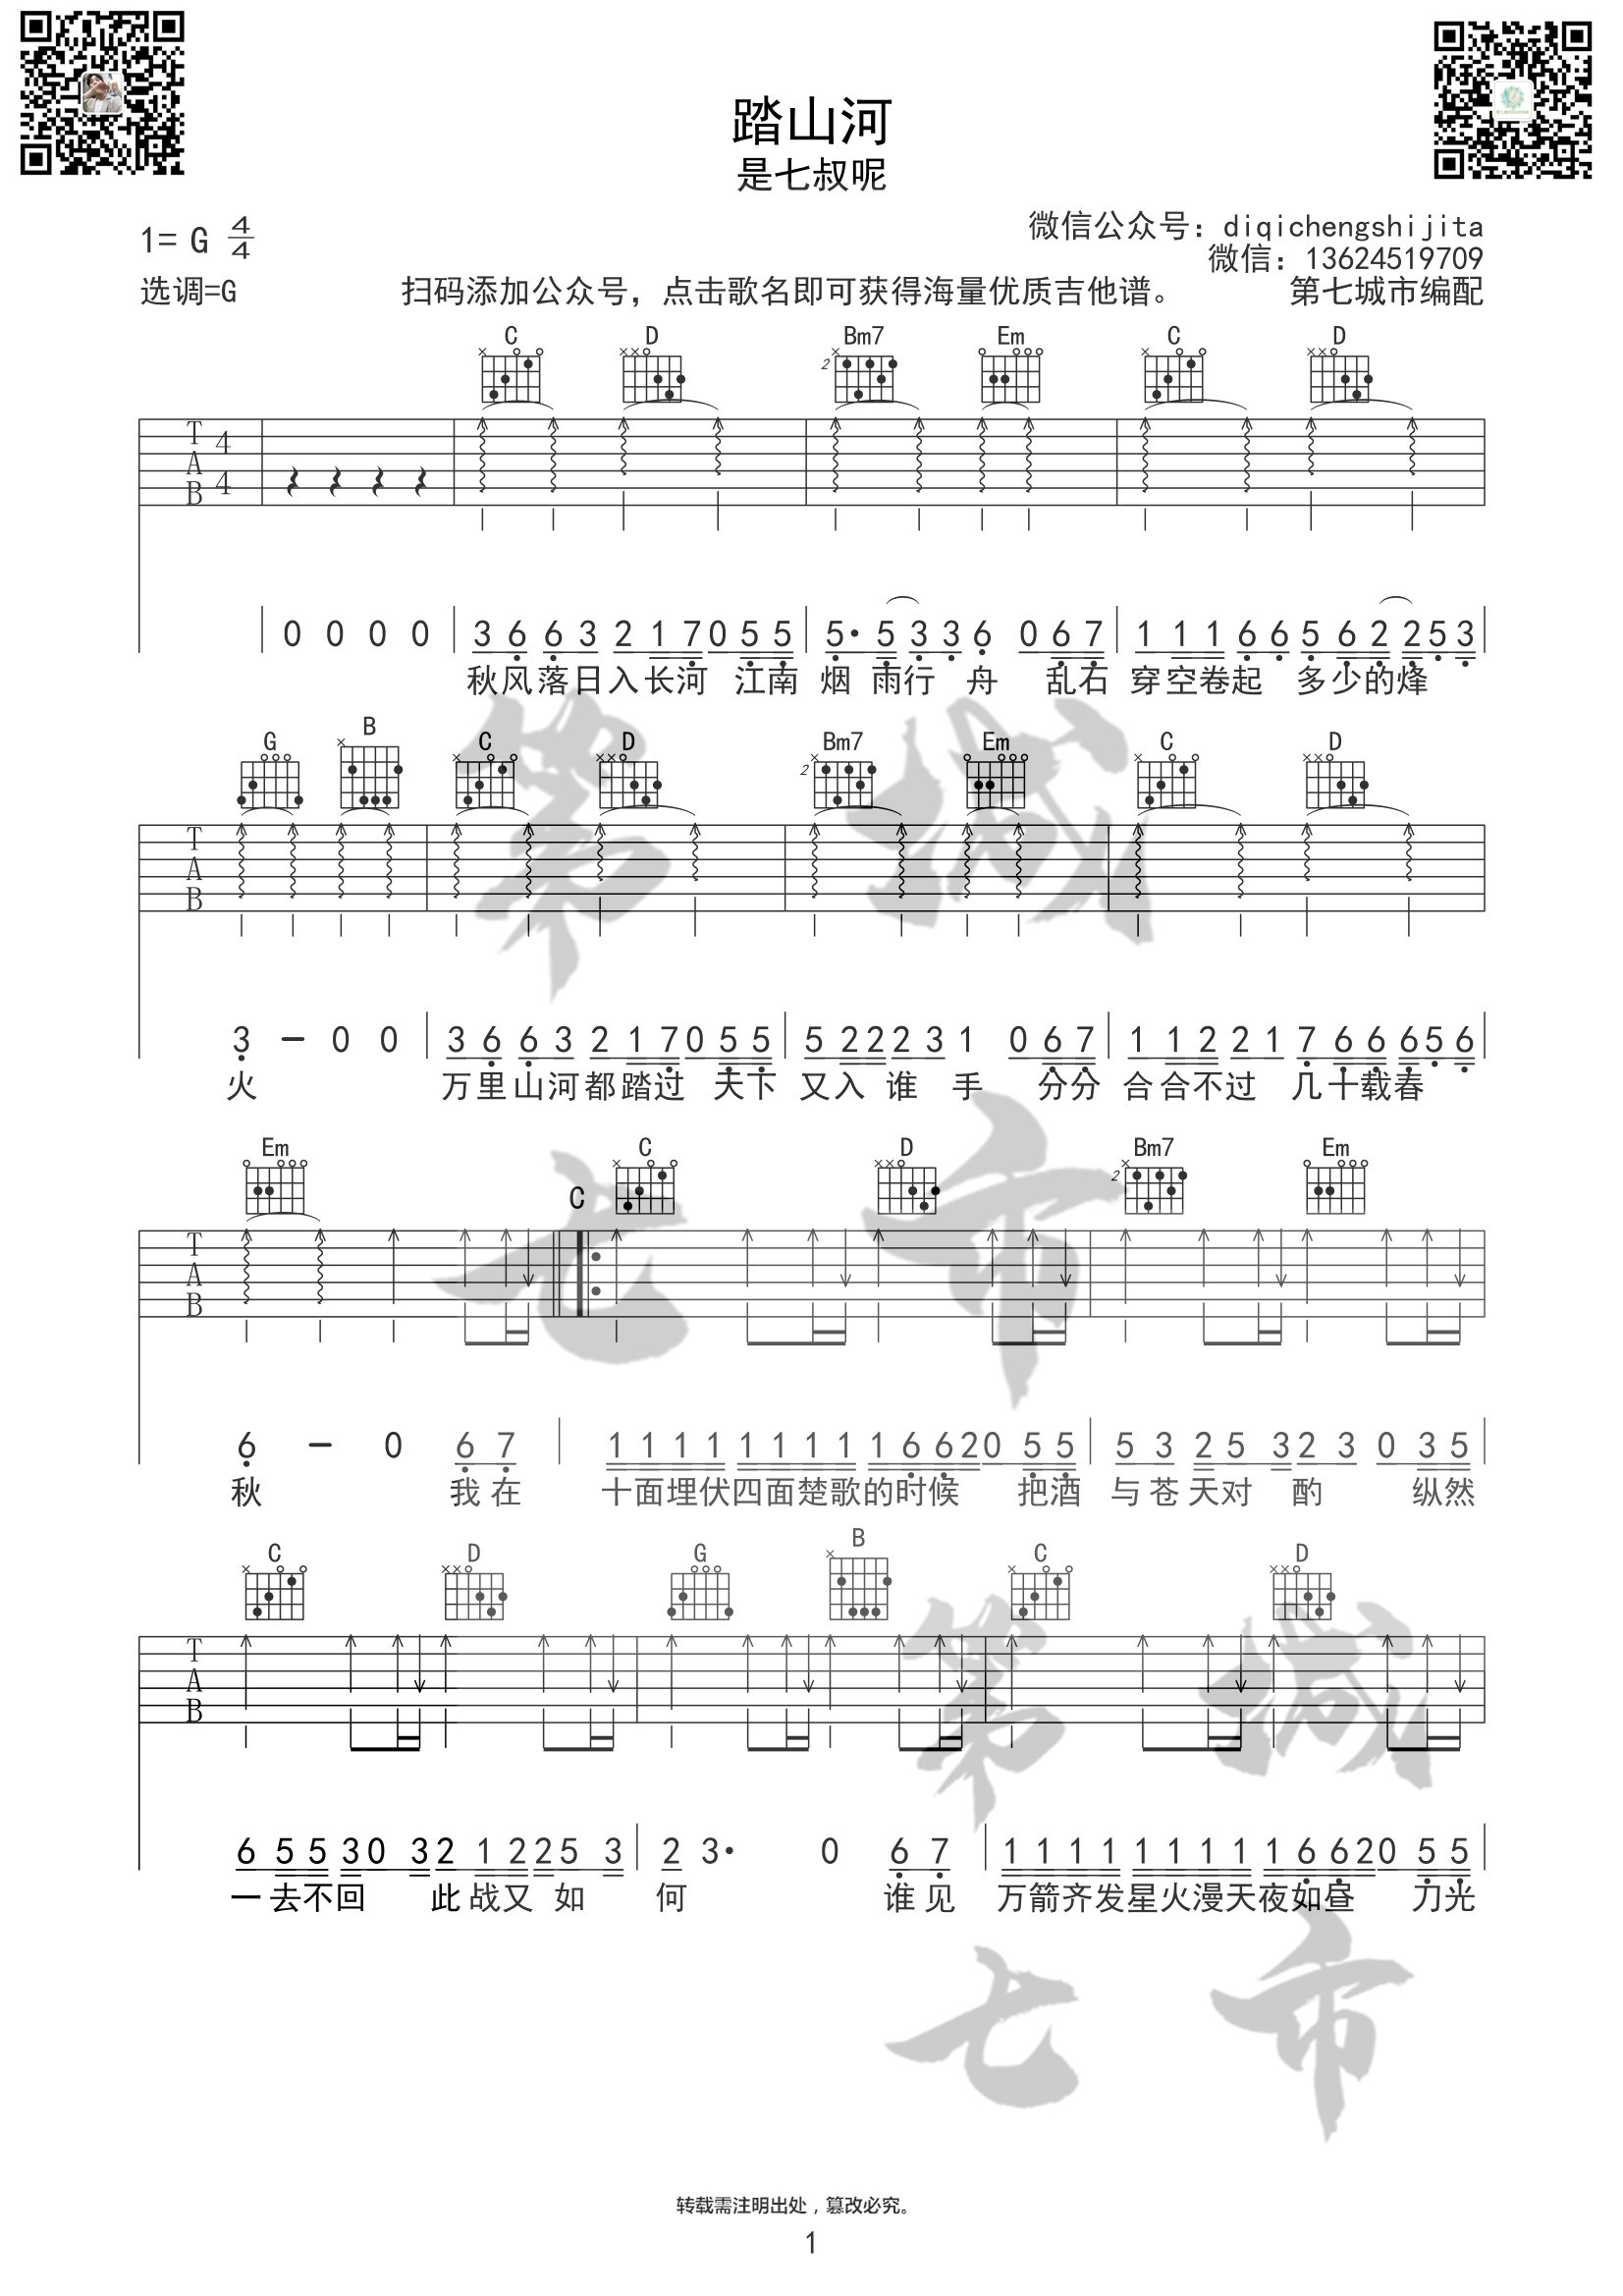 踏山河
是七叔呢
1= G 4/4
微信公众号：diqichengshijita
微信：13624519709
选调=G 扫码添加公众号，点击歌名即可获得海量优质吉他谱。 第七城市编配
C D Bm7 Em C D
2
T A B 4/4
0 0 0 0 3 6 6 3 2 1 7 0 5 5 5· 5 3 3 6 0 6 7 1 1 1 6 6 5 6 2 2 5 3
秋风落日入长河 江南 烟 雨行 舟 乱石 穿空卷起 多少的烽
G B C D Bm7 Em C D
2
T A B
3 - 0 0 3 6 6 3 2 1 7 0 5 5 5 2 2 2 3 1 0 6 7 1 1 2 2 1 7 6 6 6 5 6
火 万里山河都踏过 天下 又入 谁 手 分分 合合不过 几十载春
Em C C D Bm7 Em
2
T A B
6 - 0 6 7 1 1 1 1 1 1 1 1 1 6 6 2 0 5 5 5 3 2 5 3 2 3 0 3 5
秋 我在 十面埋伏四面楚歌的时候 把酒 与苍天对 酌 纵然
C D G B C D
T A B
6 5 5 3 0 3 2 1 2 2 5 3 2 3· 0 6 7 1 1 1 1 1 1 1 1 1 6 6 2 0 5 5
一去不回 此战又 如 何 谁见 万箭齐发星火漫天夜如昼 刀光
第 城
七 市
第 城
七 市
转载需注明出处，篡改必究。
1